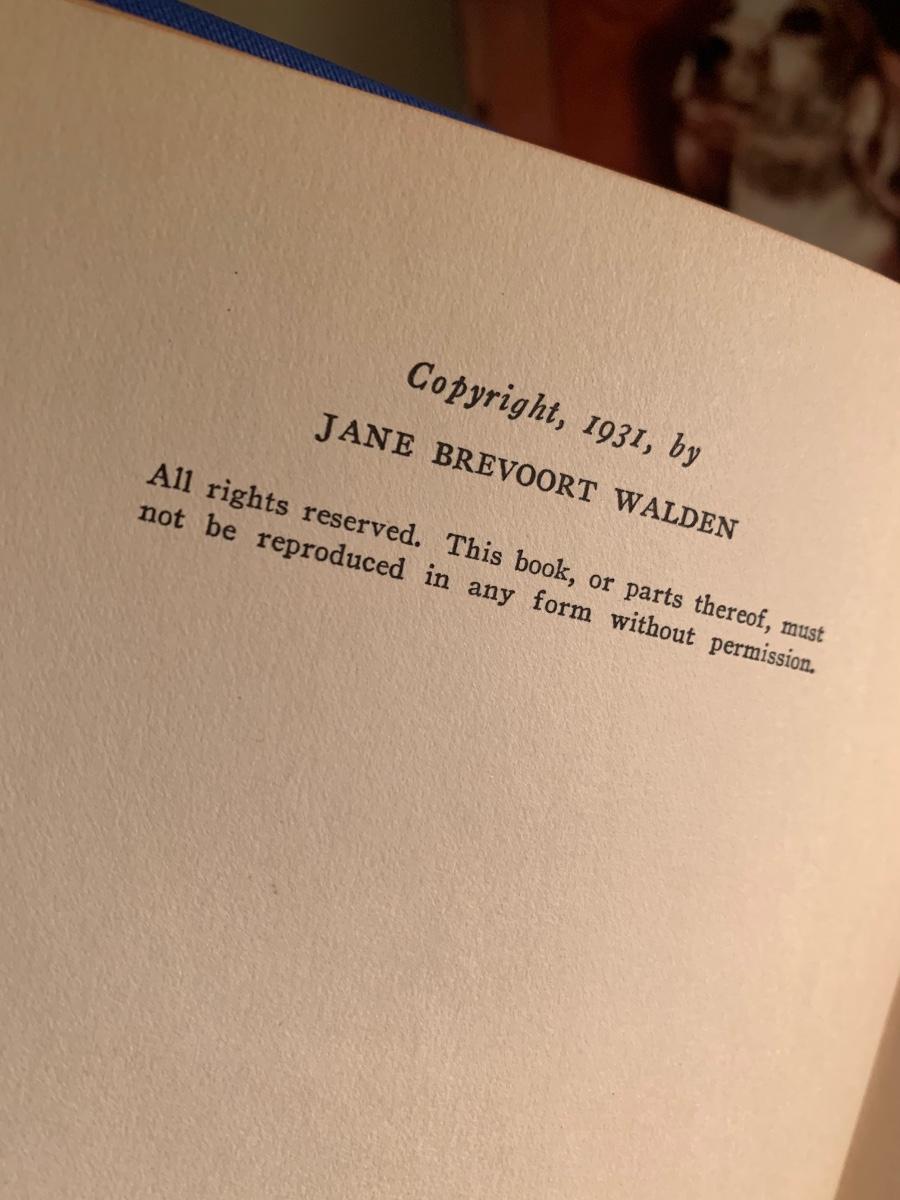 Copyright, 1931, by
JANE BREVOORT WALDEN
All rights reserved. This book, or parts thereof, must
not be reproduced in any form without permission.